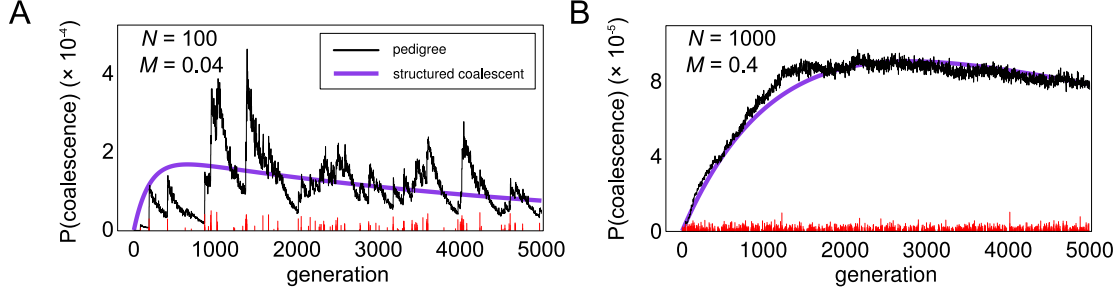 A
P(coalescence) (× 10⁻⁴)
N = 100
M = 0.04
pedigree
structured coalescent
4
2
0
0 1000 2000 3000 4000 5000
generation
B
P(coalescence) (× 10⁻⁵)
N = 1000
M = 0.4
8
4
0
0 1000 2000 3000 4000 5000
generation